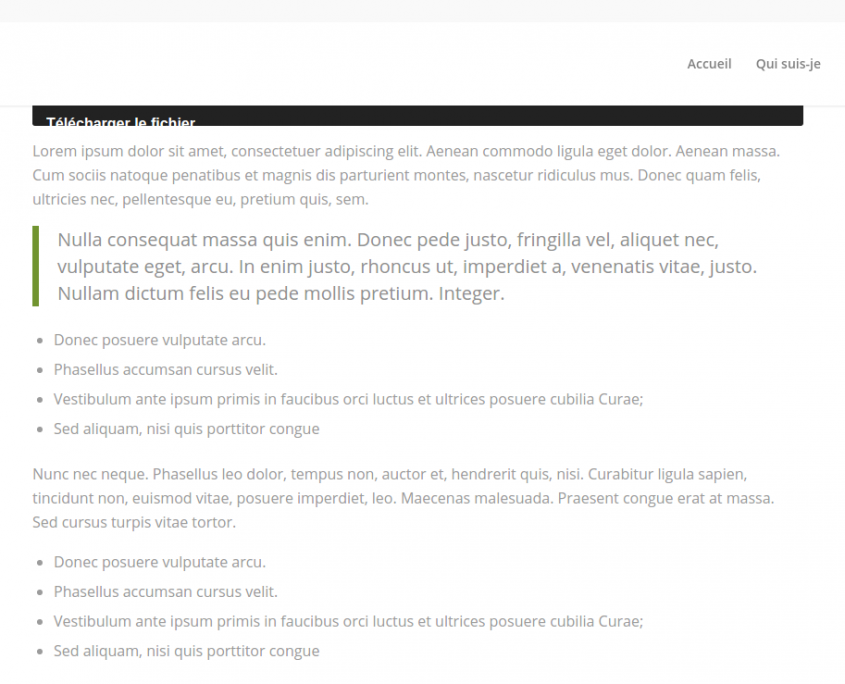 Accueil Qui suis-je
Télécharger le fichier
Lorem ipsum dolor sit amet, consectetuer adipiscing elit. Aenean commodo ligula eget dolor. Aenean massa.
Cum sociis natoque penatibus et magnis dis parturient montes, nascetur ridiculus mus. Donec quam felis,
ultricies nec, pellentesque eu, pretium quis, sem.
Nulla consequat massa quis enim. Donec pede justo, fringilla vel, aliquet nec,
vulputate eget, arcu. In enim justo, rhoncus ut, imperdiet a, venenatis vitae, justo.
Nullam dictum felis eu pede mollis pretium. Integer.
Donec posuere vulputate arcu.
Phasellus accumsan cursus velit.
Vestibulum ante ipsum primis in faucibus orci luctus et ultrices posuere cubilia Curae;
Sed aliquam, nisi quis porttitor congue
Nunc nec neque. Phasellus leo dolor, tempus non, auctor et, hendrerit quis, nisi. Curabitur ligula sapien,
tincidunt non, euismod vitae, posuere imperdiet, leo. Maecenas malesuada. Praesent congue erat at massa.
Sed cursus turpis vitae tortor.
Donec posuere vulputate arcu.
Phasellus accumsan cursus velit.
Vestibulum ante ipsum primis in faucibus orci luctus et ultrices posuere cubilia Curae;
Sed aliquam, nisi quis porttitor congue